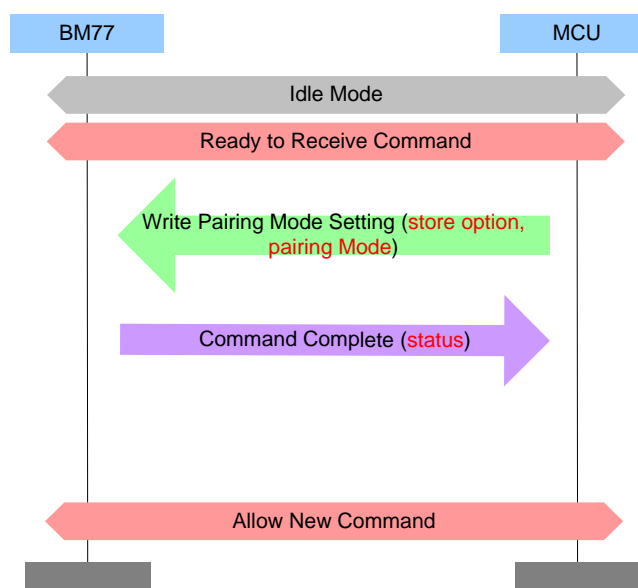 BM77
MCU
Idle Mode
Ready to Receive Command
Write Pairing Mode Setting (store option,
pairing Mode)
Command Complete (status)
Allow New Command